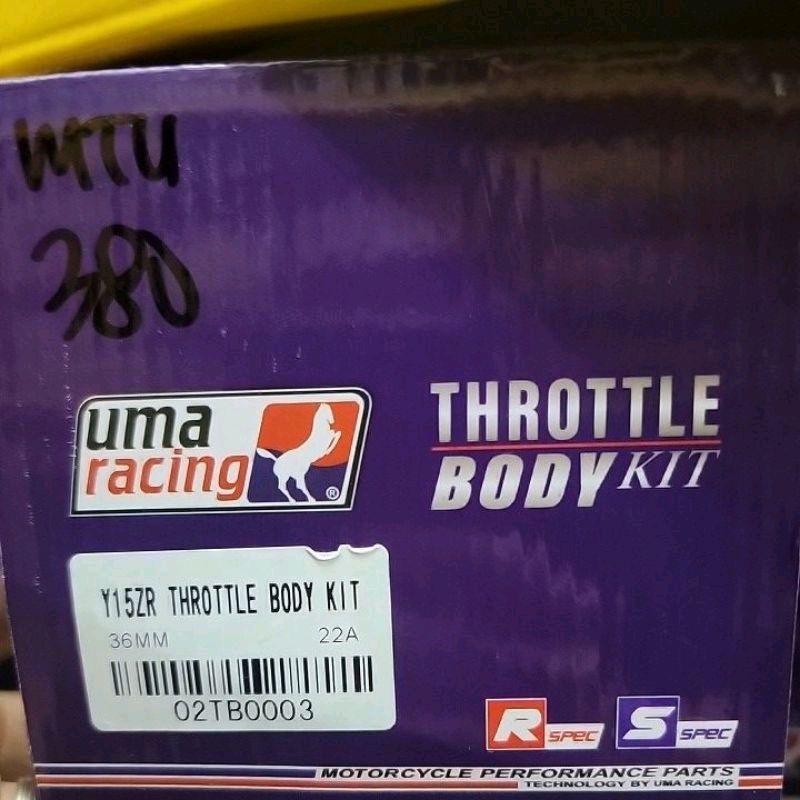 MTU
380
uma
racing
®
THROTTLE
BODY KIT
Y15ZR THROTTLE BODY KIT
36MM 22A
02TB0003
R SPEC S SPEC
MOTORCYCLE PERFORMANCE PARTS
TECHNOLOGY BY UMA RACING